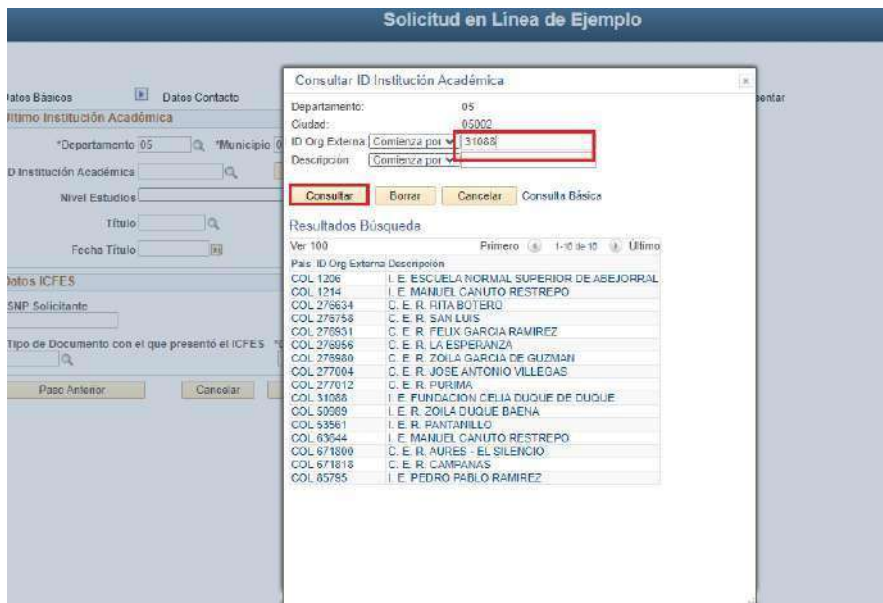 Solicitud en Línea de Ejemplo
Datos Básicos
Datos Contacto
sentar
Último Institución Académica
*Departamento 05
*Municipio 0
D Institución Académica
Nivel Estudios
Título
Fecha Título
Datos ICFES
SNP Solicitante
Tipo de Documento con el que presentó el ICFES
Paso Anterior
Cancelar
Consultar ID Institución Académica
Departamento: 05
Ciudad: 05002
ID Org Externa: Comienza por 31088
Descripción: Comienza por
Consultar Borrar Cancelar Consulta Básica
Resultados Búsqueda
Ver 100 Primero 1-16 de 16 Último
País ID Org Externa Descripción
COL 1206 I. E. ESCUELA NORMAL SUPERIOR DE ABEJORRAL
COL 1214 I. E. MANUEL CANUTO RESTREPO
COL 276634 C. E. R. RITA BOTERO
COL 276758 C. E. R. SAN LUIS
COL 276931 C. E. R. FELIX GARCIA RAMIREZ
COL 276956 C. E. R. LA ESPERANZA
COL 276980 C. E. R. ZOILA GARCIA DE GUZMAN
COL 277004 C. E. R. JOSE ANTONIO VILLEGAS
COL 277012 C. E. R. PURIMA
COL 31088 I. E. FUNDACION CELIA DUQUE DE DUQUE
COL 50989 I. E. R. ZOILA DUQUE BAENA
COL 53561 I. E. R. PANTANILLO
COL 63644 I. E. MANUEL CANUTO RESTREPO
COL 671800 C. E. R. AURES - EL SILENCIO
COL 671818 C. E. R. CAMPANAS
COL 85795 I. E. PEDRO PABLO RAMIREZ